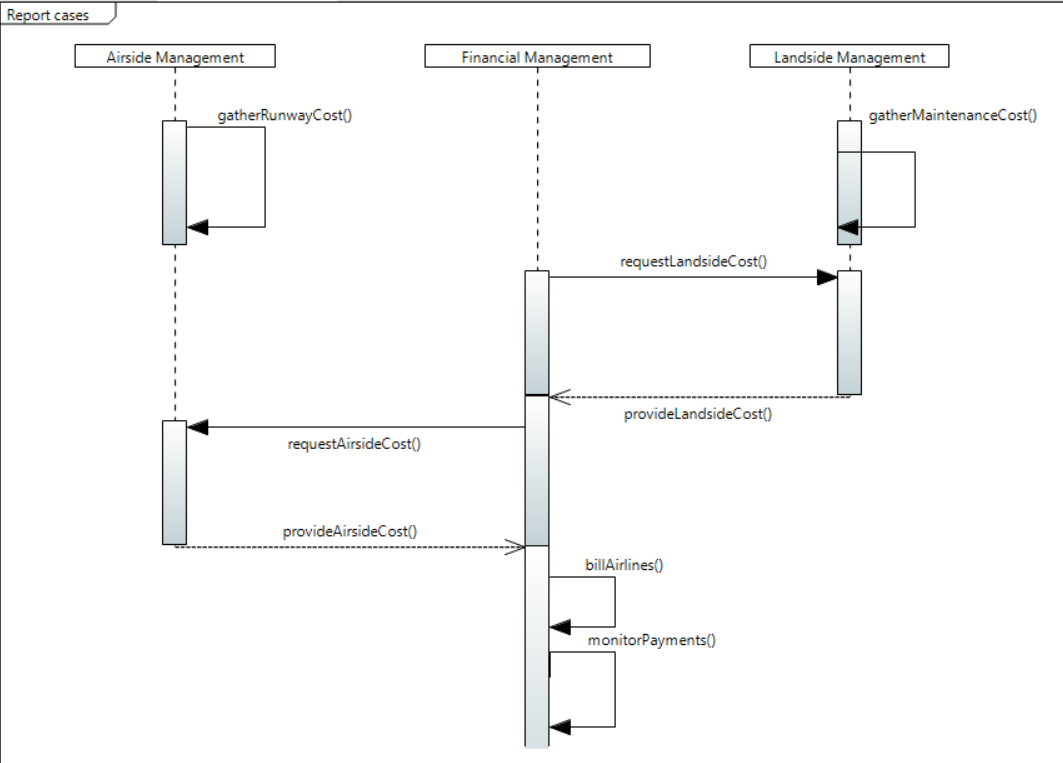 Report cases
Airside Management
Financial Management
Landside Management
gatherRunwayCost()
gatherMaintenanceCost()
requestLandsideCost()
provideLandsideCost()
requestAirsideCost()
provideAirsideCost()
billAirlines()
monitorPayments()